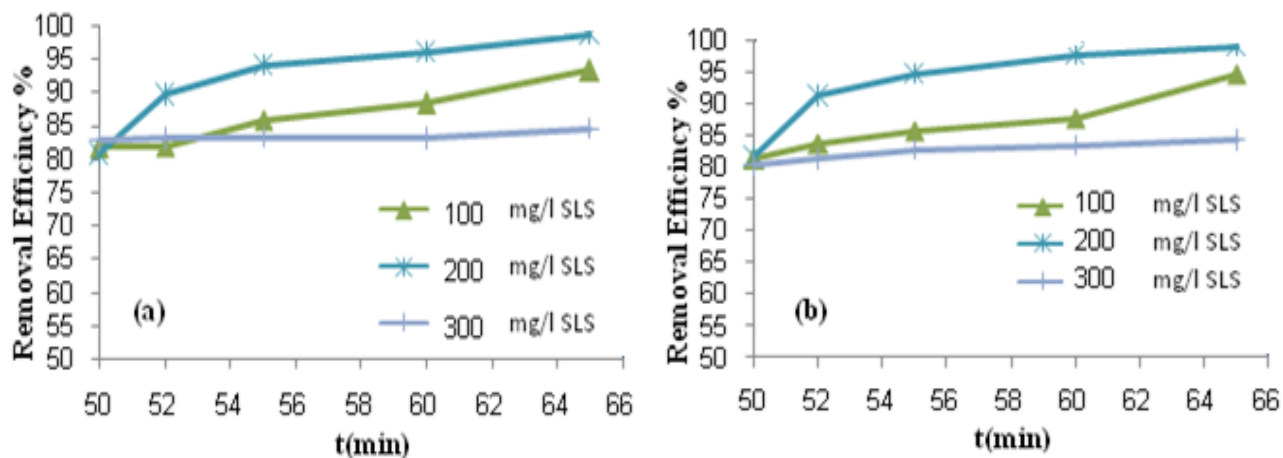 Removal Efficincy %
100
95
90
85
80
75
70
65
60
55
50
100 mg/l SLS
200 mg/l SLS
300 mg/l SLS
(a)
50 52 54 56 58 60 62 64 66
t(min)
Removal Efficiency %
100
95
90
85
80
75
70
65
60
55
50
100 mg/l SLS
200 mg/l SLS
300 mg/l SLS
(b)
50 52 54 56 58 60 62 64 66
t(min)